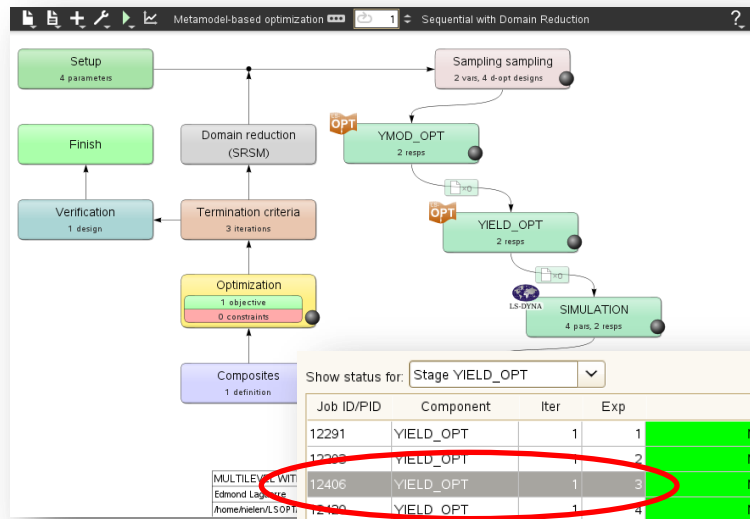 Metamodel-based optimization 1 Sequential with Domain Reduction ?
Setup
4 parameters
Sampling sampling
2 vars, 4 d-opt designs
OPT
YMOD_OPT
2 resps
Finish
Domain reduction
(SRSM)
×0
Verification
1 design
Termination criteria
3 iterations
OPT
YIELD_OPT
2 resps
×0
Optimization
1 objective
0 constraints
LS-DYNA
SIMULATION
4 pars, 2 resps
Composites
1 definition
Show status for: Stage YIELD_OPT
Job ID/PID Component Iter Exp
12291 YIELD_OPT 1 1
YIELD_OPT 1 2
12406 YIELD_OPT 1 3
12420 YIELD_OPT 1 4
MULTILEVEL WIT
Edmond
/home/nielen/LSOPT